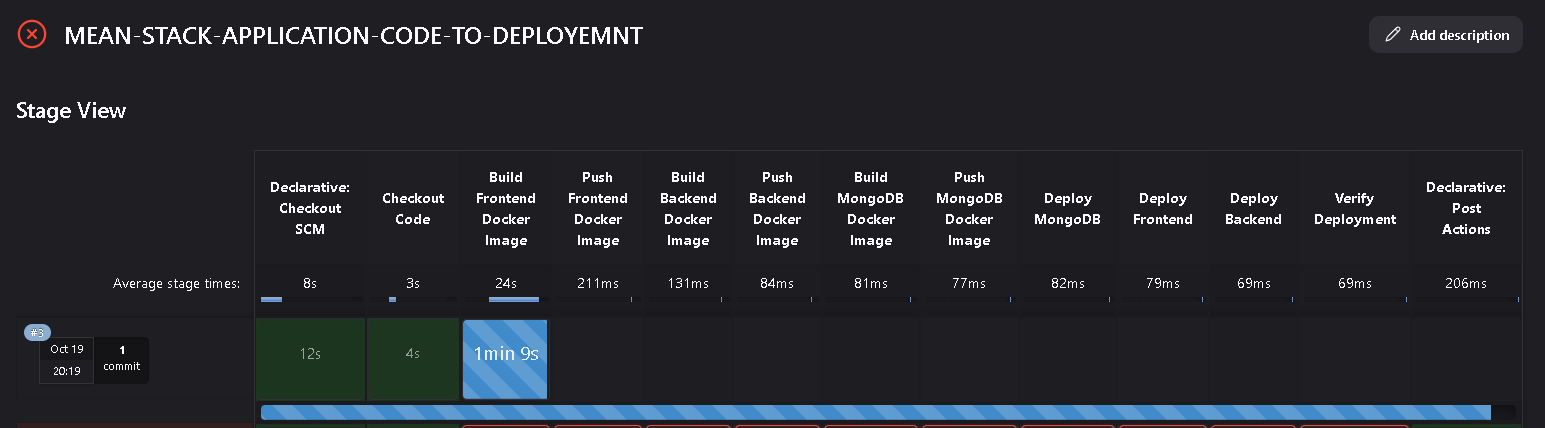 MEAN-STACK-APPLICATION-CODE-TO-DEPLOYEMNT
Add description
Stage View
Declarative:
Checkout
SCM
Checkout
Code
Build
Frontend
Docker
Image
Push
Frontend
Docker
Image
Build
Backend
Docker
Image
Push
Backend
Docker
Image
Build
MongoDB
Docker
Image
Push
MongoDB
Docker
Image
Deploy
MongoDB
Deploy
Frontend
Deploy
Backend
Verify
Deployment
Declarative:
Post
Actions
Average stage times:
8s
3s
24s
211ms
131ms
84ms
81ms
77ms
82ms
79ms
69ms
69ms
206ms
#3
Oct 19
20:19
1
commit
12s
4s
1min 9s